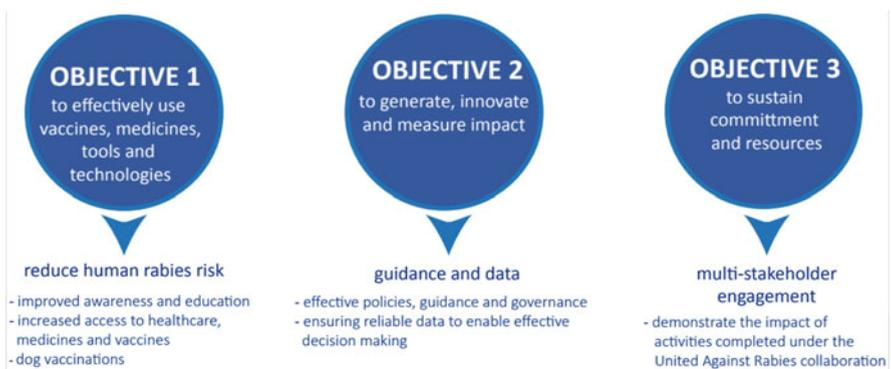 OBJECTIVE 1
to effectively use
vaccines, medicines,
tools and
technologies
reduce human rabies risk
- improved awareness and education
- increased access to healthcare,
medicines and vaccines
- dog vaccinations
OBJECTIVE 2
to generate, innovate
and measure impact
guidance and data
- effective policies, guidance and governance
- ensuring reliable data to enable effective
decision making
OBJECTIVE 3
to sustain
committment
and resources
multi-stakeholder
engagement
- demonstrate the impact of
activities completed under the
United Against Rabies collaboration